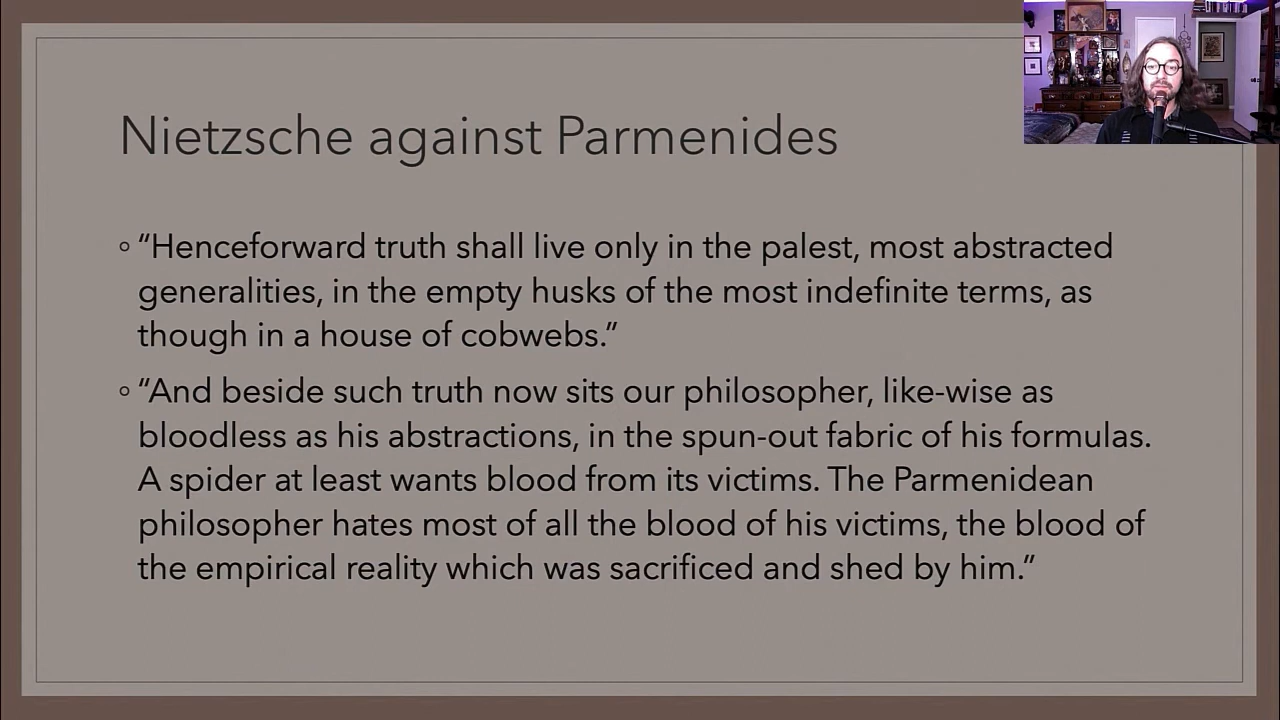 Nietzsche against Parmenides
◦ “Henceforward truth shall live only in the palest, most abstracted
generalities, in the empty husks of the most indefinite terms, as
though in a house of cobwebs.”
◦ “And beside such truth now sits our philosopher, like-wise as
bloodless as his abstractions, in the spun-out fabric of his formulas.
A spider at least wants blood from its victims. The Parmenidean
philosopher hates most of all the blood of his victims, the blood of
the empirical reality which was sacrificed and shed by him.”